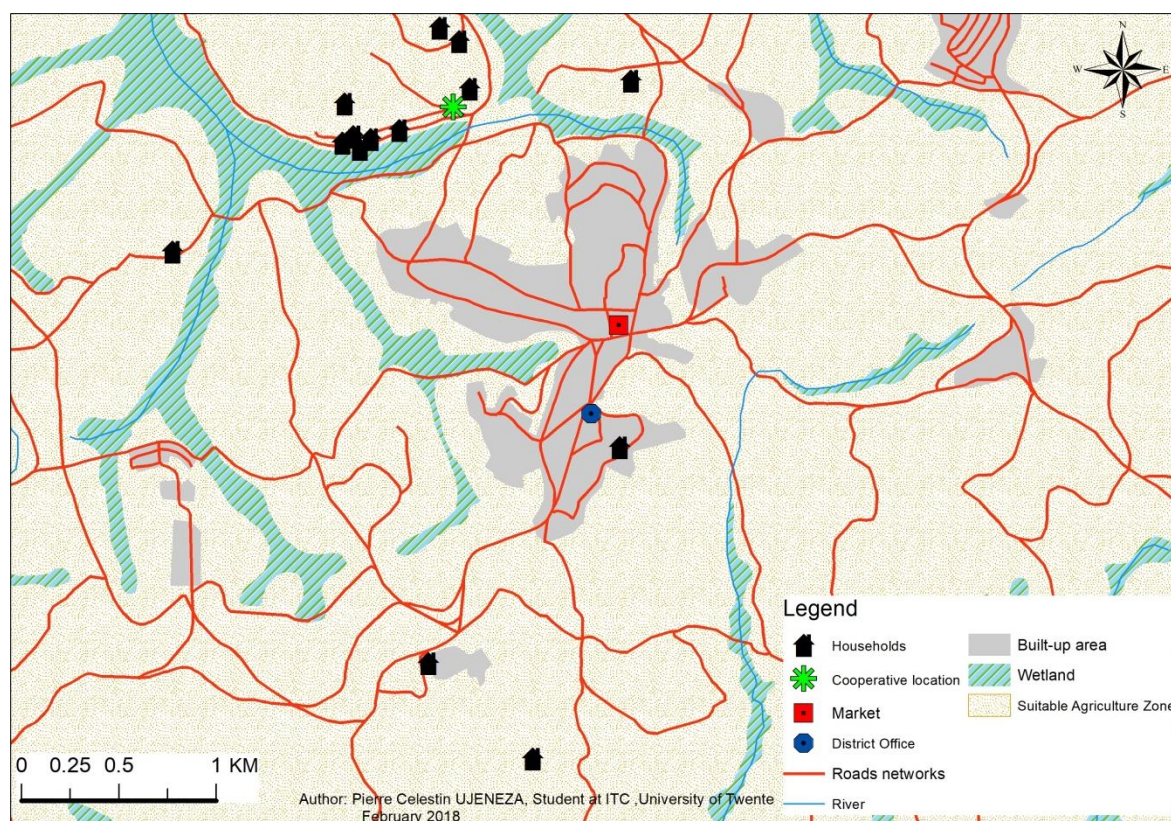 N
W E
S
Legend
Households
Cooperative location
Market
District Office
Roads networks
River
Built-up area
Wetland
Suitable Agriculture Zone
0 0.25 0.5 1 KM
Author: Pierre Celestin UJENEZA, Student at ITC ,University of Twente
February 2018